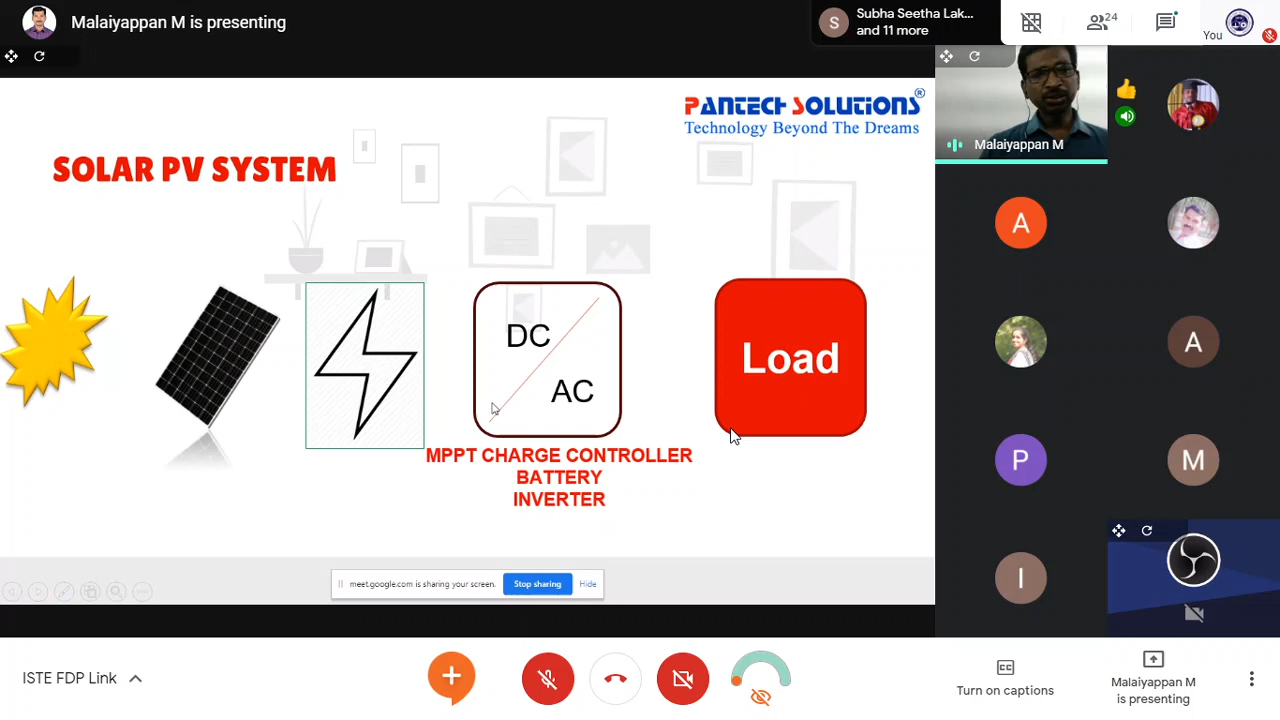 Malaiyappan M is presenting
Subha Seetha Lak...
and 11 more
24
You
PANTECH SOLUTIONS®
Technology Beyond The Dreams
SOLAR PV SYSTEM
DC
AC
Load
MPPT CHARGE CONTROLLER
BATTERY
INVERTER
S
Malaiyappan M
A
A
P
M
I
meet.google.com is sharing your screen.
Stop sharing
Hide
ISTE FDP Link
Turn on captions
Malaiyappan M
is presenting